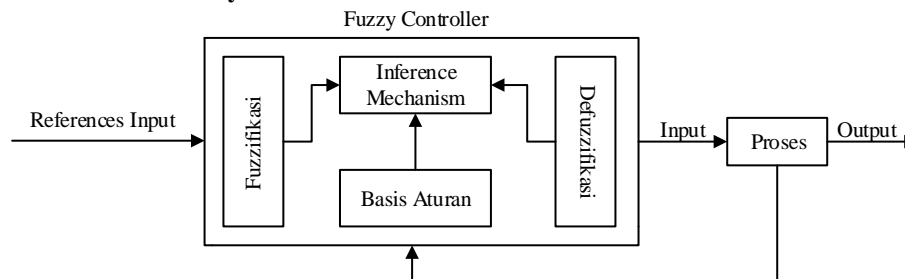 Fuzzy Controller
References Input
Fuzzifikasi
Inference
Mechanism
Basis Aturan
Defuzzifikasi
Input
Proses
Output